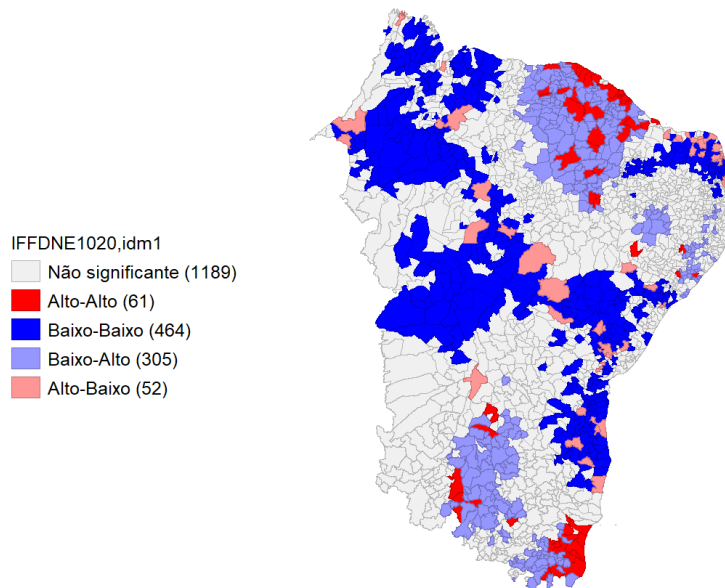 IFFDNE1020,idm1
Não significante (1189)
Alto-Alto (61)
Baixo-Baixo (464)
Baixo-Alto (305)
Alto-Baixo (52)